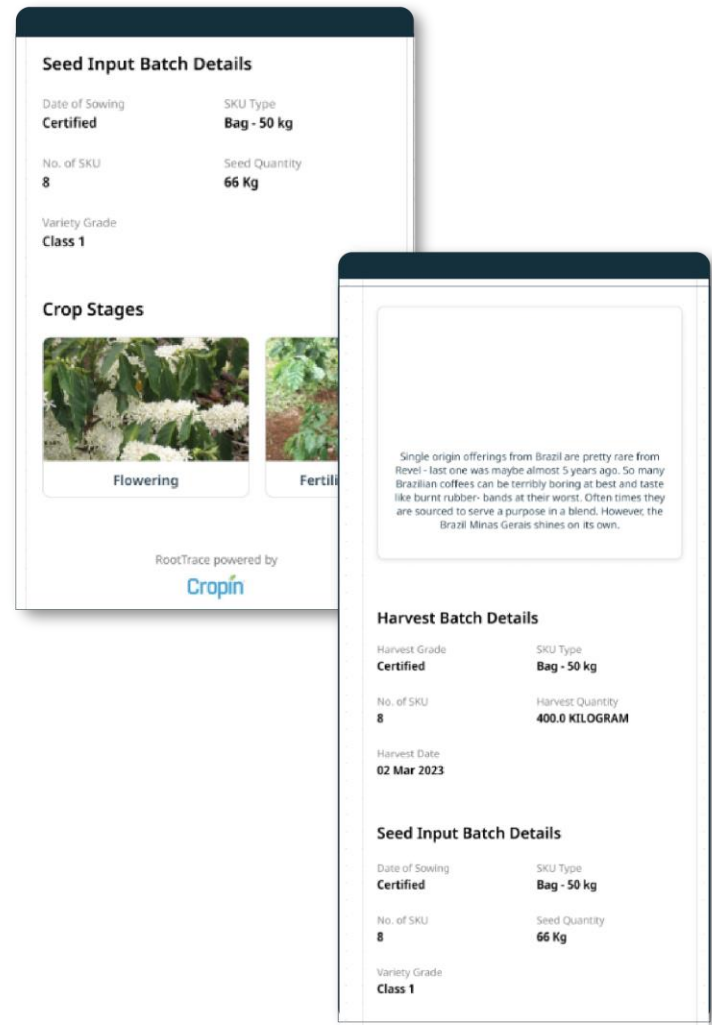 Seed Input Batch Details
Date of Sowing SKU Type
Certified Bag - 50 kg
No. of SKU Seed Quantity
8 66 Kg
Variety Grade
Class 1
Crop Stages
Flowering Fertili
RootTrace powered by
Cropin
Single origin offerings from Brazil are pretty rare from
Revel - last one was maybe almost 5 years ago. So many
Brazilian coffees can be terribly boring at best and taste
like burnt rubber- bands at their worst. Often times they
are sourced to serve a purpose in a blend. However, the
Brazil Minas Gerais shines on its own.
Harvest Batch Details
Harvest Grade SKU Type
Certified Bag - 50 kg
No. of SKU Harvest Quantity
8 400.0 KILOGRAM
Harvest Date
02 Mar 2023
Seed Input Batch Details
Date of Sowing SKU Type
Certified Bag - 50 kg
No. of SKU Seed Quantity
8 66 Kg
Variety Grade
Class 1